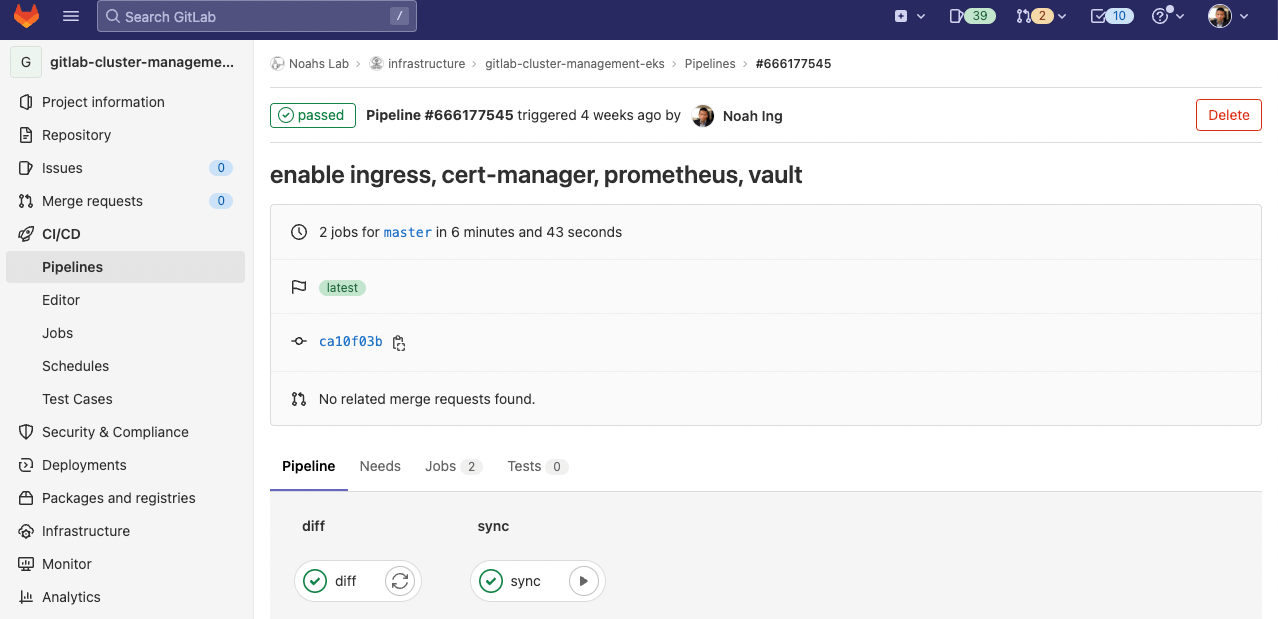 Search GitLab /
39
2
10
G gitlab-cluster-manageme...
Project information
Repository
Issues 0
Merge requests 0
CI/CD
Pipelines
Editor
Jobs
Schedules
Test Cases
Security & Compliance
Deployments
Packages and registries
Infrastructure
Monitor
Analytics
Noahs Lab › infrastructure › gitlab-cluster-management-eks › Pipelines › #666177545
passed Pipeline #666177545 triggered 4 weeks ago by Noah Ing Delete
enable ingress, cert-manager, prometheus, vault
2 jobs for master in 6 minutes and 43 seconds
latest
ca10f03b
No related merge requests found.
Pipeline Needs Jobs 2 Tests 0
diff sync
diff sync